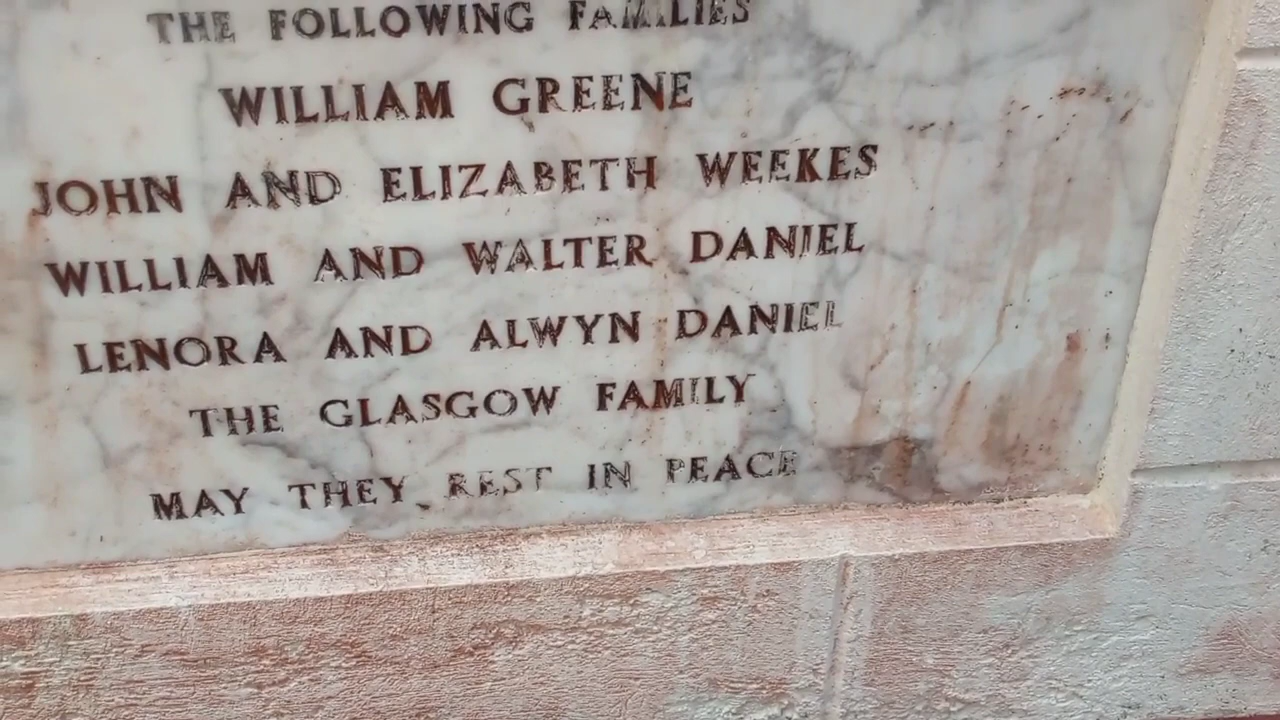 THE FOLLOWING FAMILIES
WILLIAM GREENE
JOHN AND ELIZABETH WEEKES
WILLIAM AND WALTER DANIEL
LENORA AND ALWYN DANIEL
THE GLASGOW FAMILY
MAY THEY REST IN PEACE